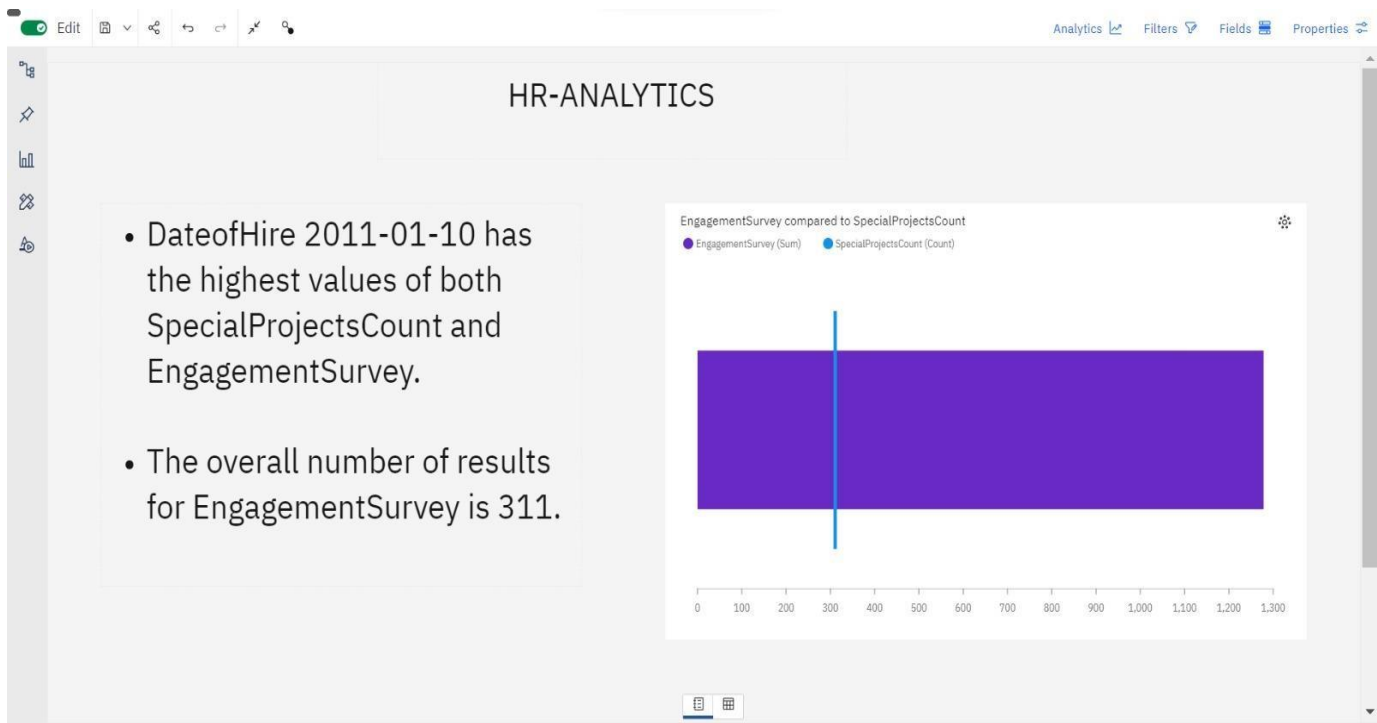 Edit
Analytics
Filters
Fields
Properties
HR-ANALYTICS
• DateofHire 2011-01-10 has
the highest values of both
SpecialProjectsCount and
EngagementSurvey.
• The overall number of results
for EngagementSurvey is 311.
EngagementSurvey compared to SpecialProjectsCount
EngagementSurvey (Sum) SpecialProjectsCount (Count)
0 100 200 300 400 500 600 700 800 900 1,000 1,100 1,200 1,300